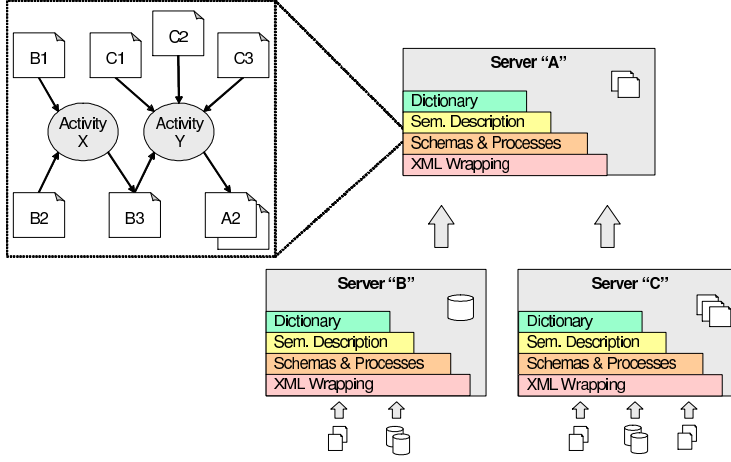 C2
B1
C1
C3
Activity
X
Activity
Y
B2
B3
A2
Server “A”
Dictionary
Sem. Description
Schemas & Processes
XML Wrapping
Server “B”
Dictionary
Sem. Description
Schemas & Processes
XML Wrapping
Server “C”
Dictionary
Sem. Description
Schemas & Processes
XML Wrapping